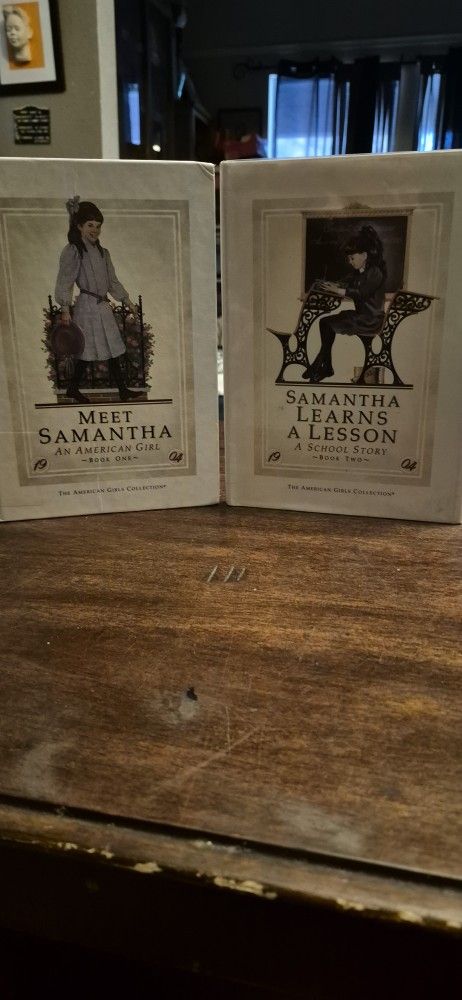 MEET
SAMANTHA
AN AMERICAN GIRL
~BOOK ONE~
19 04
THE AMERICAN GIRLS COLLECTION®
SAMANTHA
LEARNS
A LESSON
A SCHOOL STORY
~BOOK TWO~
19 04
THE AMERICAN GIRLS COLLECTION®